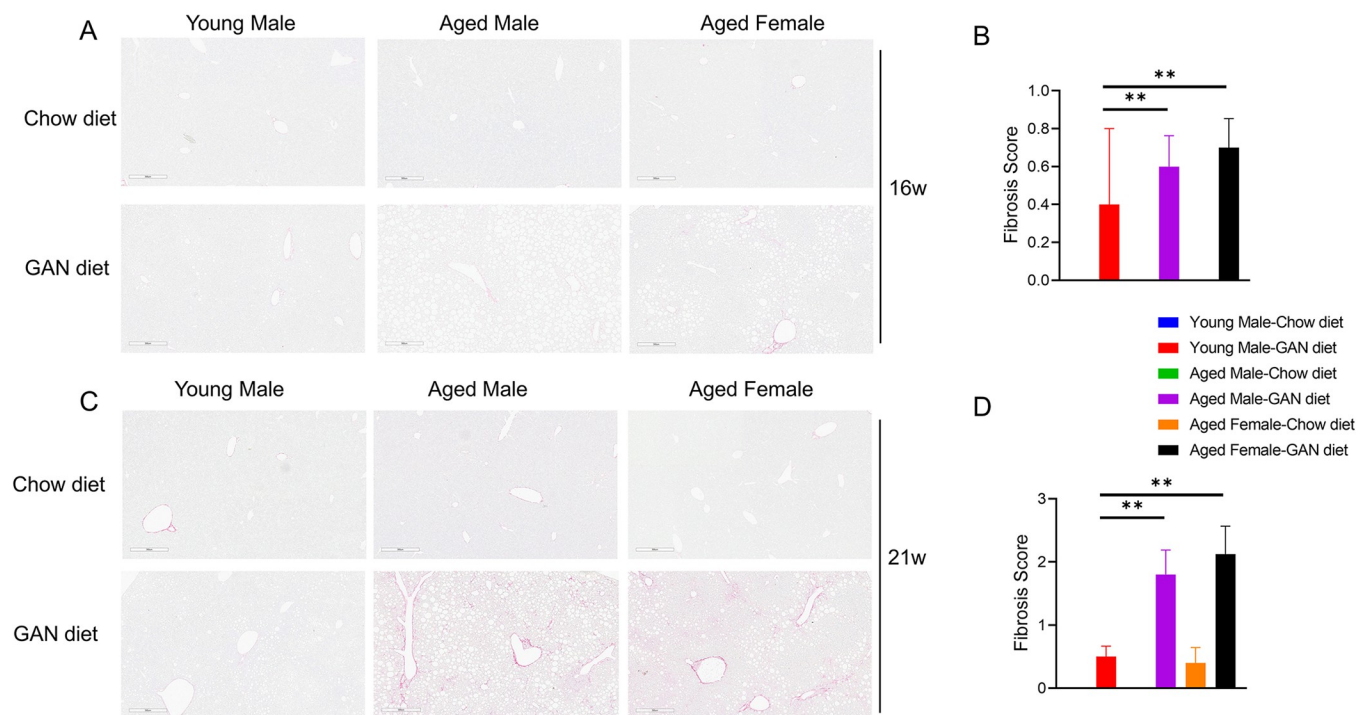 A
Young Male
Aged Male
Aged Female
Chow diet
GAN diet
16w
B
**
**
Fibrosis Score
1.0
0.8
0.6
0.4
0.2
0.0
Young Male-Chow diet
Young Male-GAN diet
Aged Male-Chow diet
Aged Male-GAN diet
Aged Female-Chow diet
Aged Female-GAN diet
C
Young Male
Aged Male
Aged Female
Chow diet
GAN diet
21w
D
**
**
Fibrosis Score
3
2
1
0